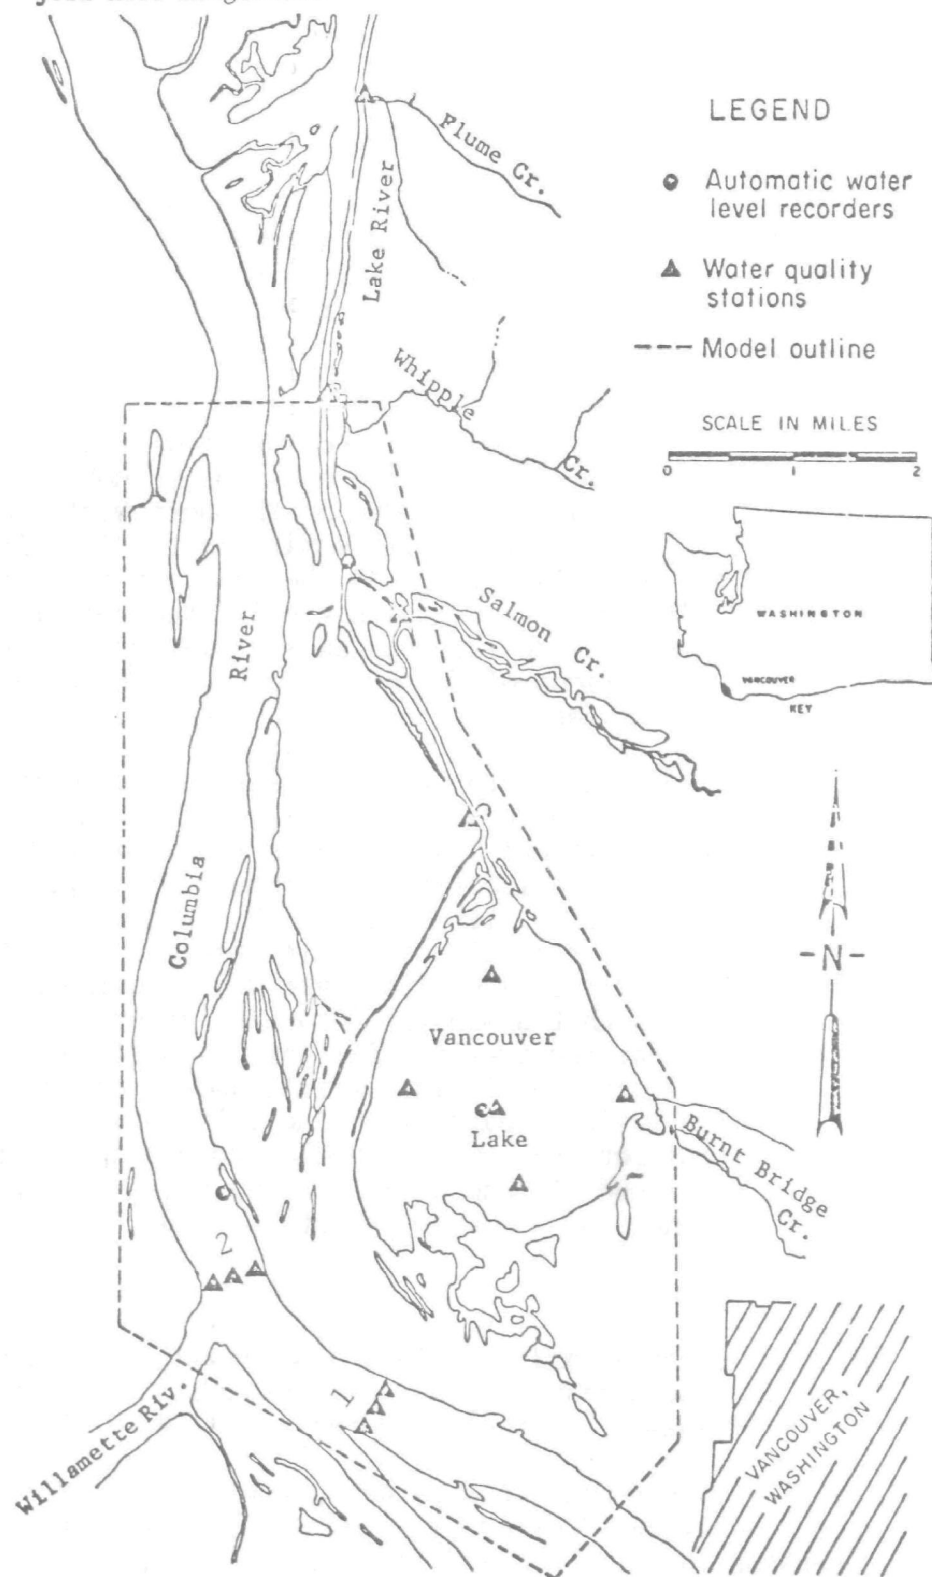 LEGEND
Automatic water
level recorders
Water quality
stations
Model outline
SCALE IN MILES
0 1 2
WASHINGTON
VANCOUVER
KEY
Flume Cr.
Lake River
Whipple
Cr.
Salmon
Cr.
River
Columbia
N
Vancouver
Lake
Burnt Bridge
Cr.
2
1
Willamette Riv.
VANCOUVER,
WASHINGTON